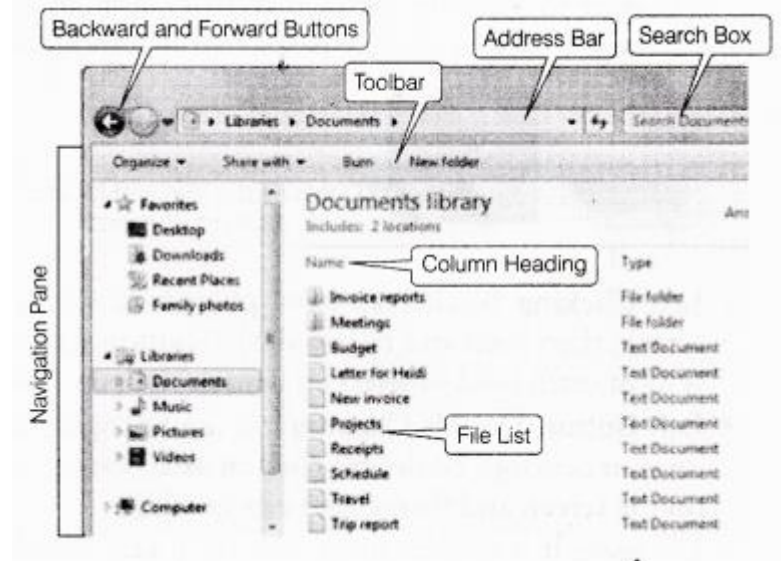 Backward and Forward Buttons
Address Bar
Search Box
Toolbar
Libraries ▸ Documents ▸
Search Documents
Organize
Share with
Burn
New folder
Navigation Pane
Favorites
Desktop
Downloads
Recent Places
Family photos
Libraries
Documents
Music
Pictures
Videos
Computer
Documents library
Includes: 2 locations
Arra
Name
Column Heading
Type
Invoice reports File folder
Meetings File folder
Budget Text Document
Letter for Heidi Text Document
New invoice Text Document
Projects Text Document
File List
Receipts Text Document
Schedule Text Document
Travel Text Document
Trip report Text Document